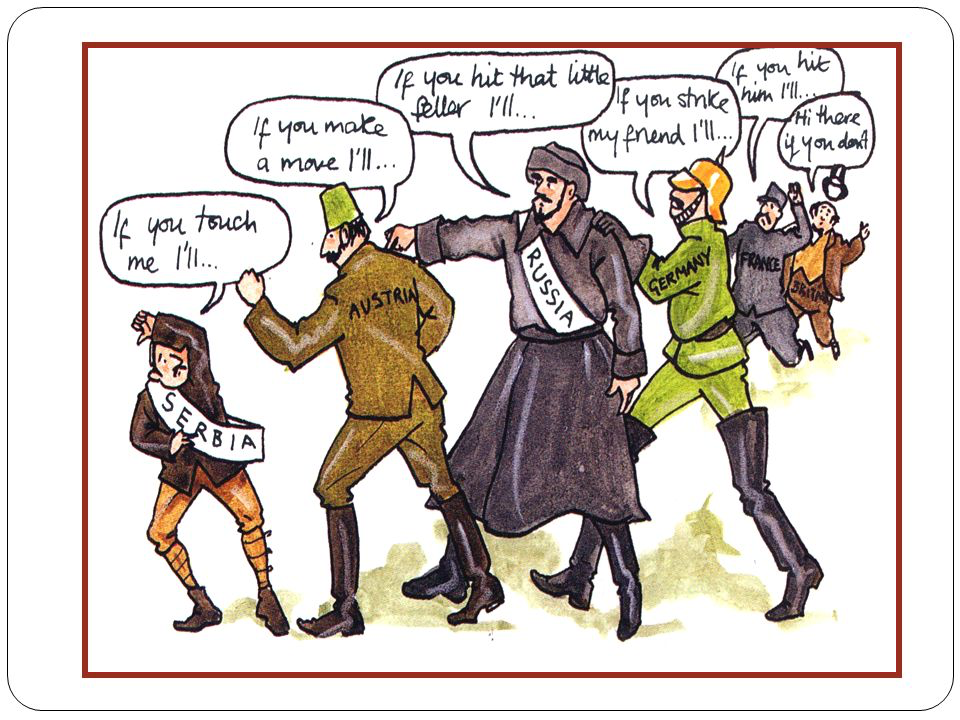 If you touch
me I'll...
If you make
a move I'll...
If you hit that little
feller I'll...
If you strike
my friend I'll...
If you hit
him I'll...
Hi there
if you don't
SERBIA
AUSTRIA
RUSSIA
GERMANY
FRANCE
BRITAIN